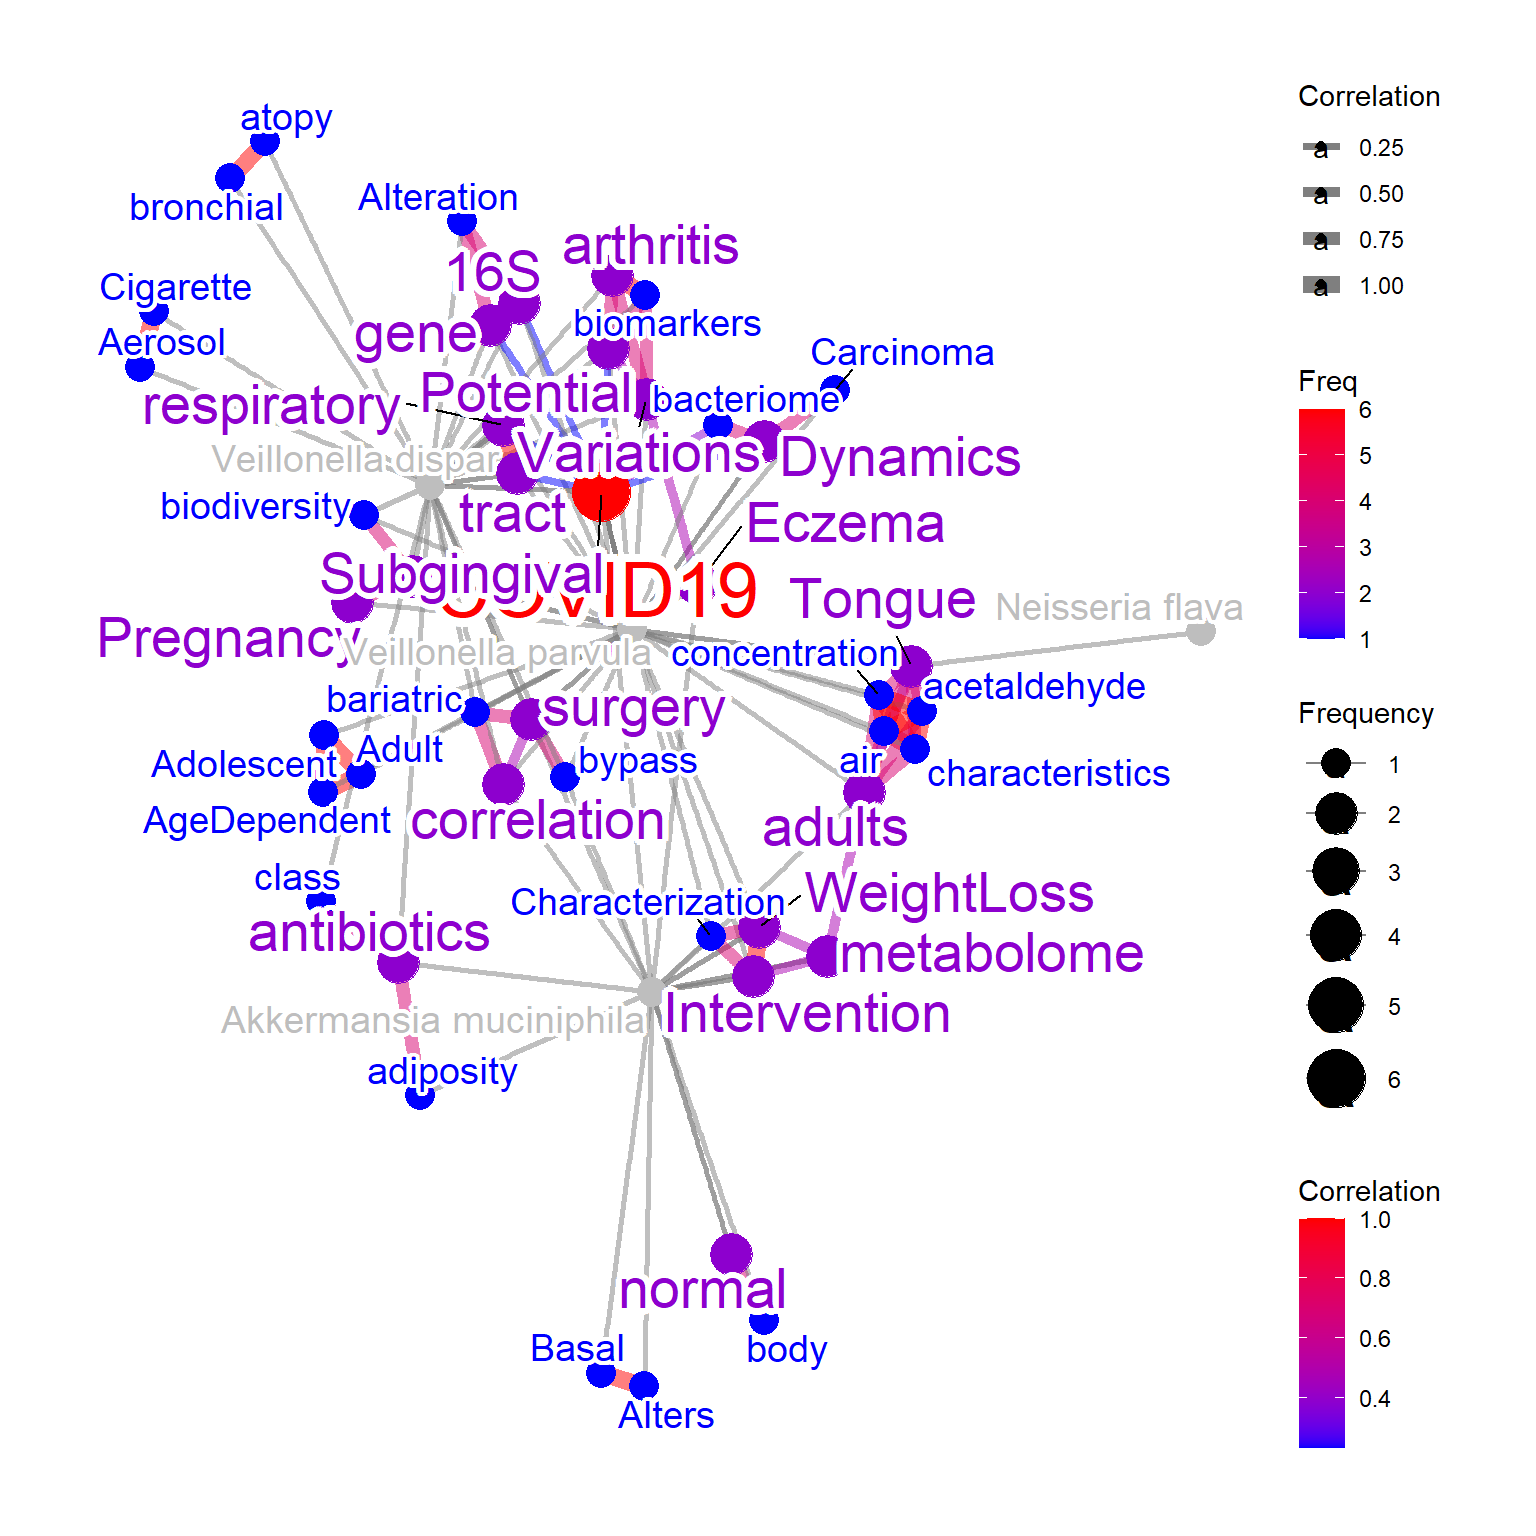 atopy
bronchial
Alteration
16S
arthritis
Cigarette
gene
biomarkers
Aerosol
Carcinoma
respiratory
Potential
bacteriome
Veillonella dispar
Variations
Dynamics
biodiversity
tract
Eczema
Subgingival
COVID19
Tongue
Neisseria flava
Pregnancy
Veillonella parvula
concentration
bariatric
surgery
acetaldehyde
Adult
Adolescent
bypass
air
characteristics
AgeDependent
correlation
adults
class
Characterization
WeightLoss
antibiotics
metabolome
Akkermansia muciniphila
Intervention
adiposity
normal
Basal
body
Alters
Correlation
a 0.25
a 0.50
a 0.75
a 1.00
Freq
6
5
4
3
2
1
Frequency
1
2
3
4
5
6
Correlation
1.0
0.8
0.6
0.4